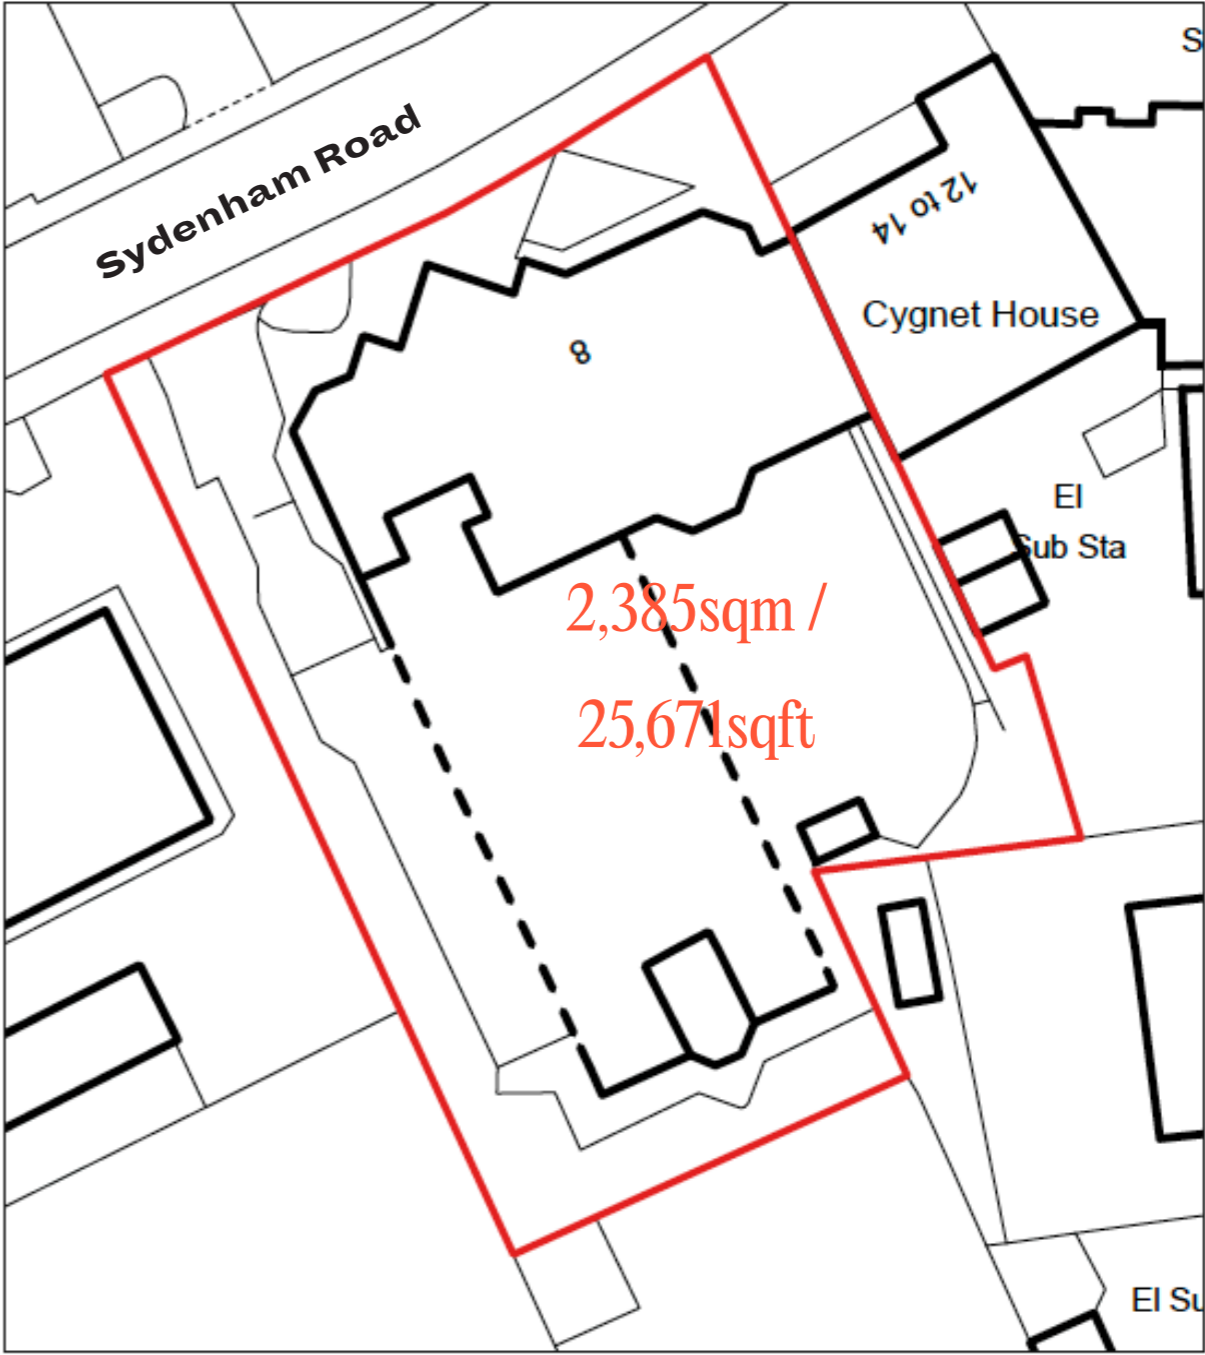 S
Sydenham Road
12 to 14
Cygnet House
8
El
Sub Sta
2,385sqm /
25,671sqft
El Su